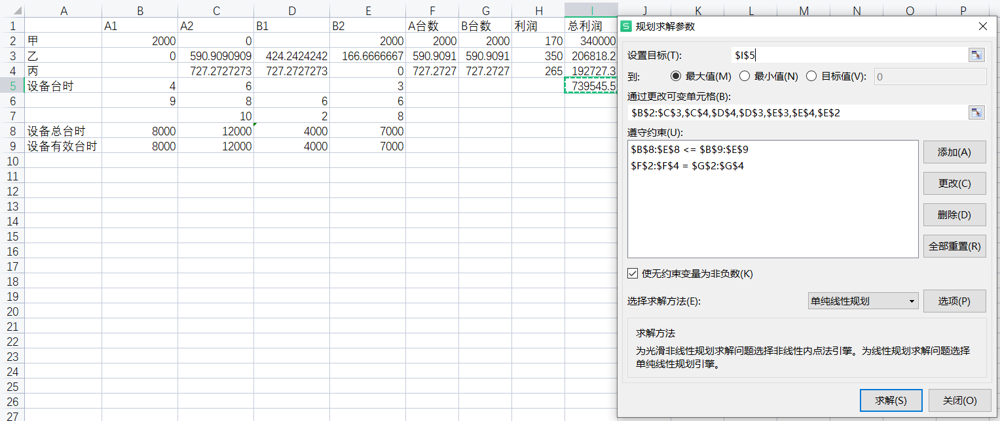 A B C D E F G H I J K L M N O P
1 A1 A2 B1 B2 A台数 B台数 利润 总利润
2 甲 2000 0 2000 2000 2000 170 340000
3 乙 0 590.9090909 424.2424242 166.6666667 590.9091 590.9091 350 206818.2
4 丙 727.2727273 727.2727273 0 727.2727 727.2727 265 192727.3
5 设备台时 4 6 3 739545.5
6 9 8 6 6
7 10 2 8
8 设备总台时 8000 12000 4000 7000
9 设备有效台时 8000 12000 4000 7000
10
11
12
13
14
15
16
17
18
19
20
21
22
23
24
25
26
27
S 规划求解参数
设置目标(T): $I$5
到: 最大值(M) 最小值(N) 目标值(V): 0
通过更改可变单元格(B):
$B$2:$C$3,$C$4,$D$4,$D$3,$E$3,$E$4,$E$2
遵守约束(U):
$B$8:$E$8 <= $B$9:$E$9
$F$2:$F$4 = $G$2:$G$4
添加(A)
更改(C)
删除(D)
全部重置(R)
使无约束变量为非负数(K)
选择求解方法(E): 单纯线性规划 选项(P)
求解方法
为光滑非线性规划求解问题选择非线性内点法引擎。为线性规划求解问题选择
单纯线性规划引擎。
求解(S) 关闭(O)